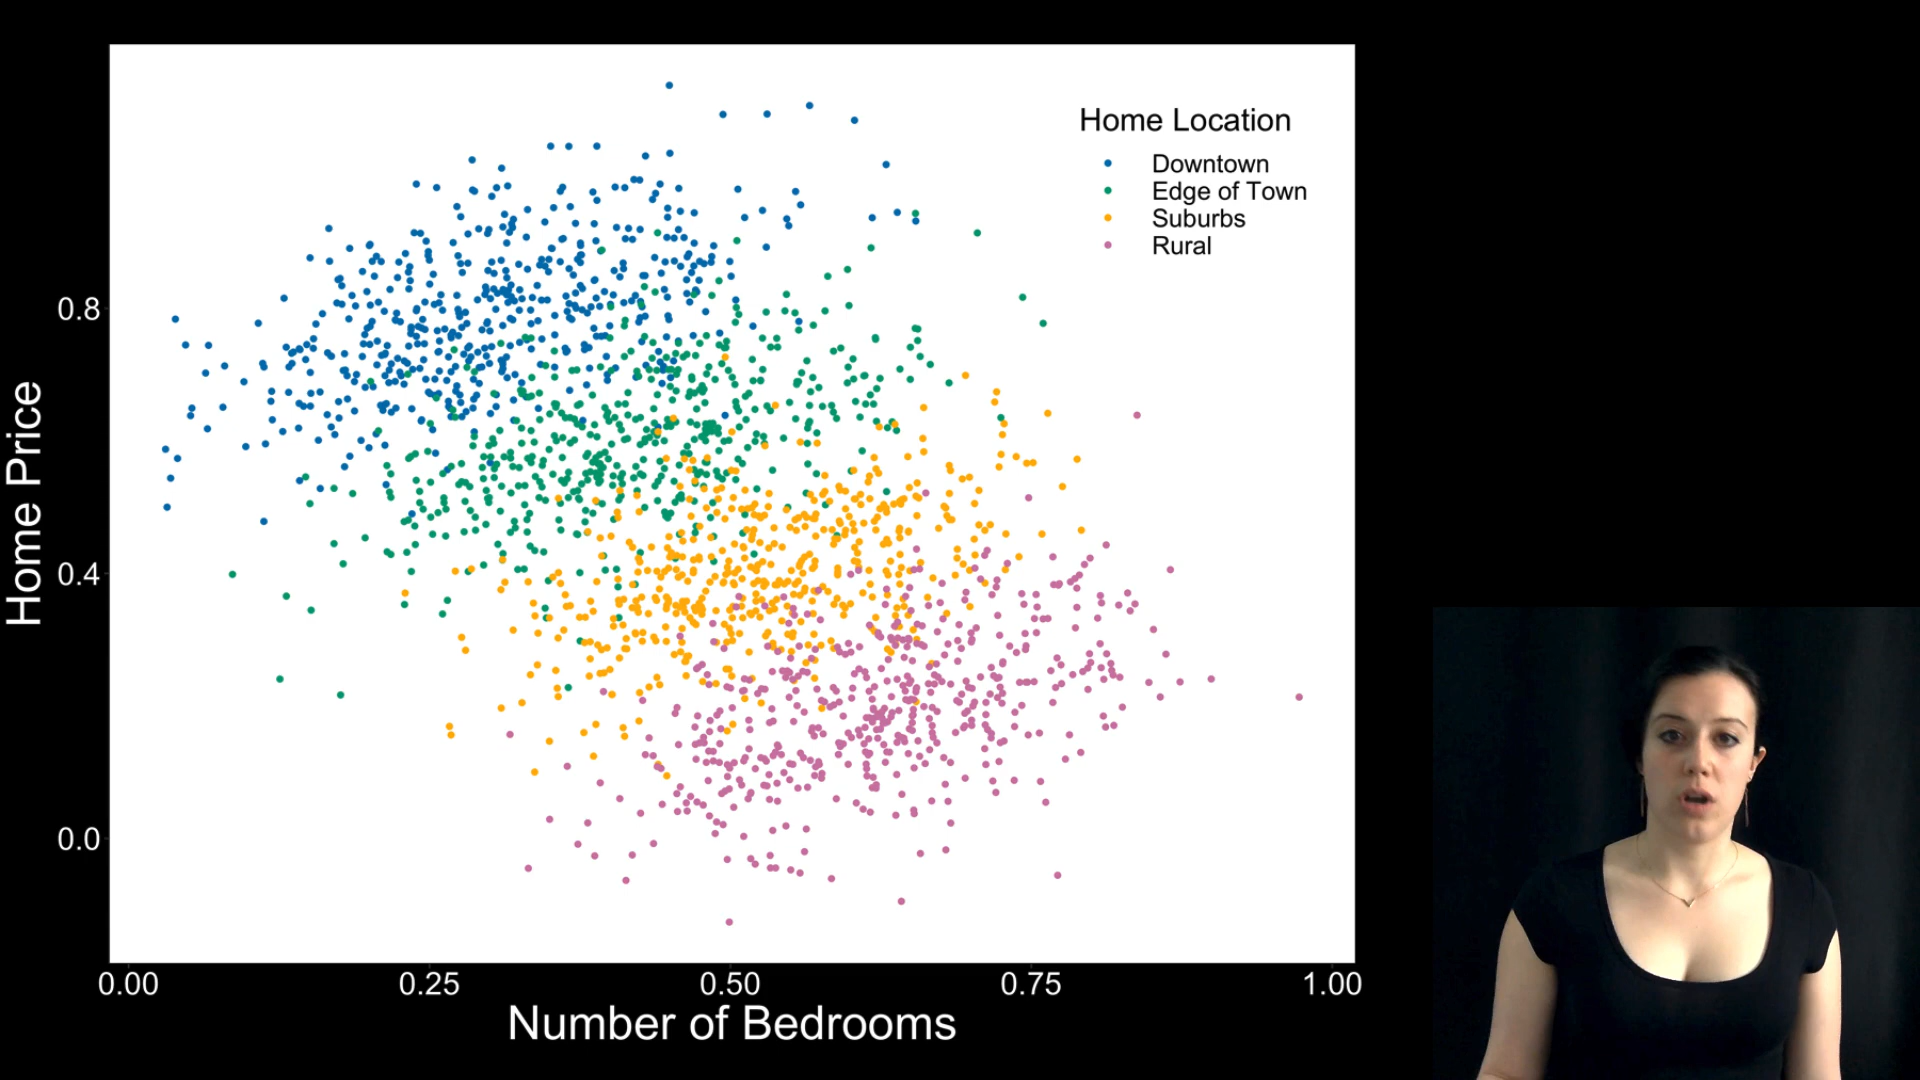 Home Location
Downtown
Edge of Town
Suburbs
Rural
Home Price
0.8
0.4
0.0
0.00 0.25 0.50 0.75 1.00
Number of Bedrooms